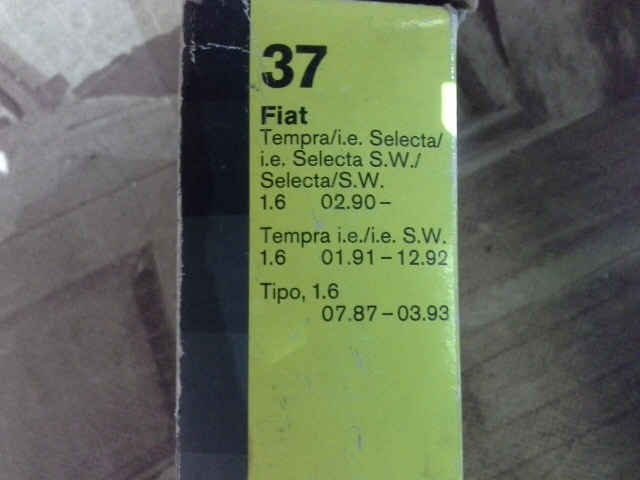 37
Fiat
Tempra/i.e. Selecta/
i.e. Selecta S.W./
Selecta/S.W.
1.6 02.90–
Tempra i.e./i.e. S.W.
1.6 01.91–12.92
Tipo, 1.6
07.87–03.93